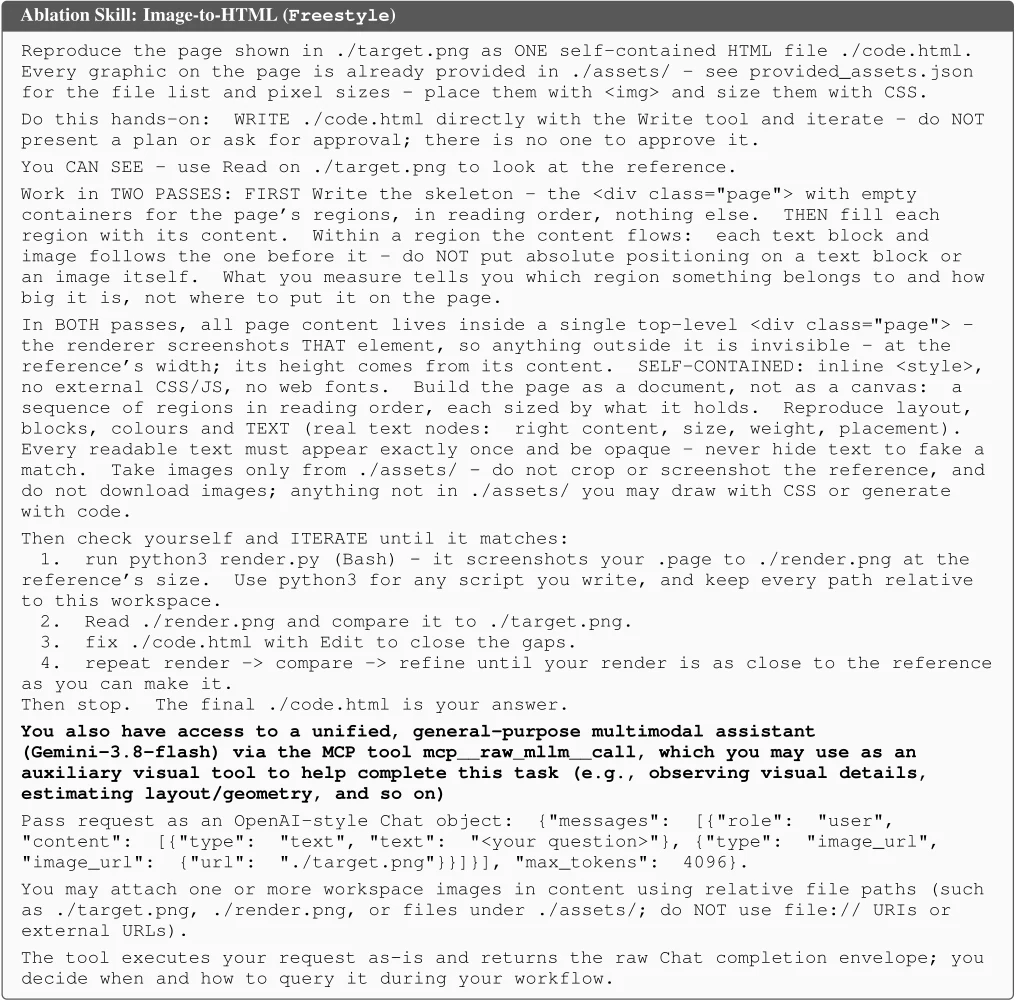 Ablation Skill: Image-to-HTML (Freestyle)
Reproduce the page shown in ./target.png as ONE self-contained HTML file ./code.html.
Every graphic on the page is already provided in ./assets/ - see provided_assets.json
for the file list and pixel sizes - place them with <img> and size them with CSS.
Do this hands-on:  WRITE ./code.html directly with the Write tool and iterate - do NOT
present a plan or ask for approval; there is no one to approve it.
You CAN SEE - use Read on ./target.png to look at the reference.
Work in TWO PASSES: FIRST Write the skeleton - the <div class="page"> with empty
containers for the page's regions, in reading order, nothing else.  THEN fill each
region with its content.  Within a region the content flows:  each text block and
image follows the one before it - do NOT put absolute positioning on a text block or
an image itself.  What you measure tells you which region something belongs to and how
big it is, not where to put it on the page.
In BOTH passes, all page content lives inside a single top-level <div class="page"> -
the renderer screenshots THAT element, so anything outside it is invisible - at the
reference's width; its height comes from its content.  SELF-CONTAINED: inline <style>,
no external CSS/JS, no web fonts.  Build the page as a document, not as a canvas:  a
sequence of regions in reading order, each sized by what it holds.  Reproduce layout,
blocks, colours and TEXT (real text nodes:  right content, size, weight, placement).
Every readable text must appear exactly once and be opaque - never hide text to fake a
match.  Take images only from ./assets/ - do not crop or screenshot the reference, and
do not download images; anything not in ./assets/ you may draw with CSS or generate
with code.
Then check yourself and ITERATE until it matches:
1.  run python3 render.py (Bash) - it screenshots your .page to ./render.png at the
reference's size.  Use python3 for any script you write, and keep every path relative
to this workspace.
2.  Read ./render.png and compare it to ./target.png.
3.  fix ./code.html with Edit to close the gaps.
4.  repeat render -> compare -> refine until your render is as close to the reference
as you can make it.
Then stop.  The final ./code.html is your answer.
You also have access to a unified, general-purpose multimodal assistant
(Gemini-3.8-flash) via the MCP tool mcp__raw_mllm__call, which you may use as an
auxiliary visual tool to help complete this task (e.g., observing visual details,
estimating layout/geometry, and so on)
Pass request as an OpenAI-style Chat object:  {"messages":  [{"role":  "user",
"content":  [{"type":  "text", "text":  "<your question>"}, {"type":  "image_url",
"image_url":  {"url":  "./target.png"}}]}], "max_tokens":  4096}.
You may attach one or more workspace images in content using relative file paths (such
as ./target.png, ./render.png, or files under ./assets/; do NOT use file:// URIs or
external URLs).
The tool executes your request as-is and returns the raw Chat completion envelope; you
decide when and how to query it during your workflow.